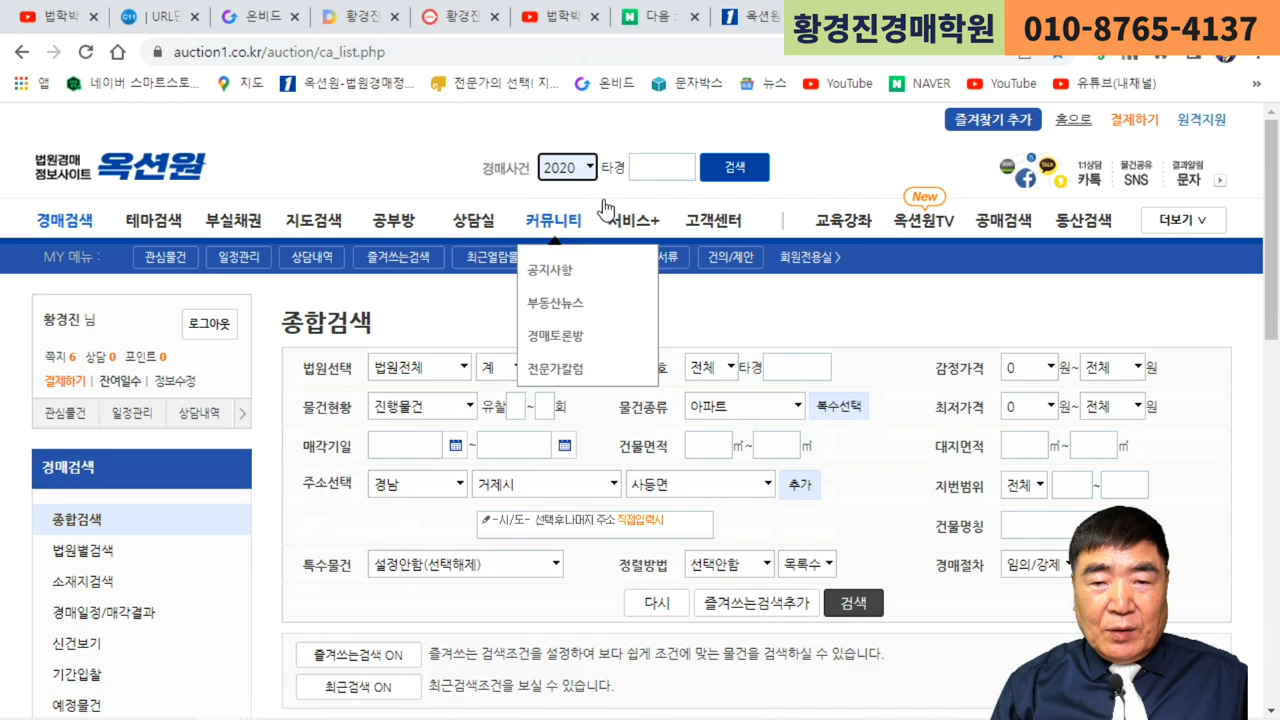 법학박
| URL단
온비드
황경진
황경진
법학박
다음 :
옥션원
황경진경매학원
010-8765-4137
auction1.co.kr/auction/ca_list.php
앱
네이버 스마트스토...
지도
옥션원-법원경매정...
전문가의 선택! 지...
온비드
문자박스
뉴스
YouTube
NAVER
YouTube
유튜브(내채널)
즐겨찾기 추가
홈으로
결제하기
원격지원
법원경매
정보사이트
옥션원
경매사건
2020
타경
검색
1:1상담
카톡
물건공유
SNS
결과알림
문자
New
경매검색
테마검색
부실채권
지도검색
공부방
상담실
커뮤니티
서비스+
고객센터
교육강좌
옥션원TV
공매검색
통산검색
더보기 ∨
MY 메뉴 :
관심물건
일정관리
상담내역
즐겨쓰는검색
최근열람물
서류
건의/제안
회원전용실 〉
공지사항
부동산뉴스
경매토론방
전문가칼럼
황경진 님
로그아웃
쪽지 6 상담 0 포인트 0
결제하기 | 잔여일수 | 정보수정
관심물건
일정관리
상담내역
경매검색
종합검색
법원별검색
소재지검색
경매일정/매각결과
신건보기
기간입찰
예정물건
종합검색
법원선택 법원전체 계 호 전체 타경 감정가격 0 원~ 전체 원
물건현황 진행물건 유찰 ~ 회 물건종류 아파트 복수선택 최저가격 0 원~ 전체 원
매각기일 ~ 건물면적 ㎡~ ㎡ 대지면적 ㎡~ ㎡
주소선택 경남 거제시 사등면 추가 지번범위 전체 ~
-시/도- 선택후나머지 주소 직접입력시 건물명칭
특수물건 설정안함(선택해제) 정렬방법 선택안함 목록수 경매절차 임의/강제
다시
즐겨쓰는검색추가
검색
즐겨쓰는검색 ON 즐겨쓰는 검색조건을 설정하여 보다 쉽게 조건에 맞는 물건을 검색하실 수 있습니다.
최근검색 ON 최근검색조건을 보실 수 있습니다.